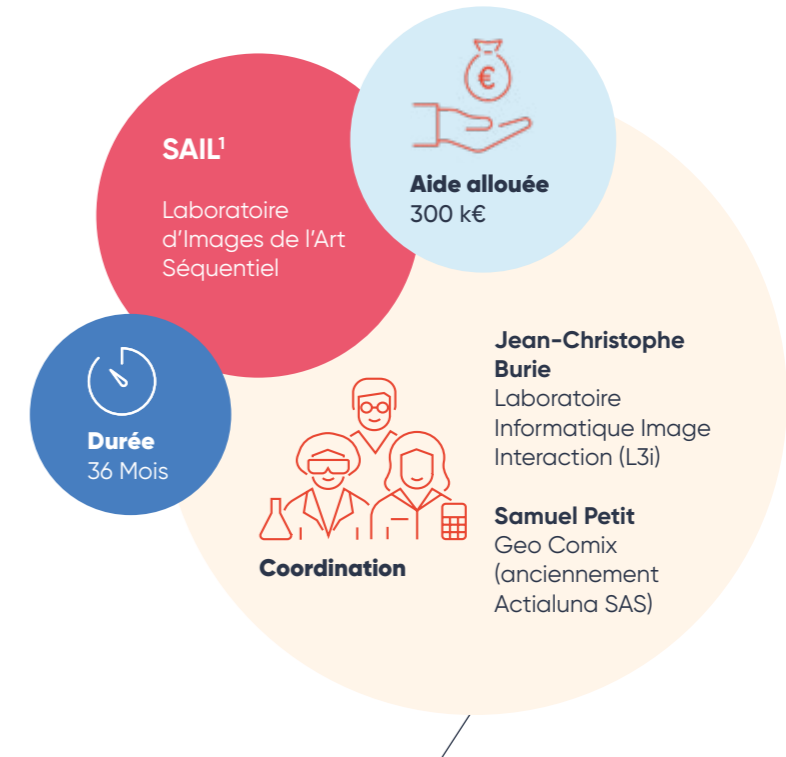 SAIL¹
Laboratoire
d’Images de l’Art
Séquentiel
€
Aide allouée
300 k€
Durée
36 Mois
Coordination
Jean-Christophe
Burie
Laboratoire
Informatique Image
Interaction (L3i)
Samuel Petit
Geo Comix
(anciennement
Actialuna SAS)